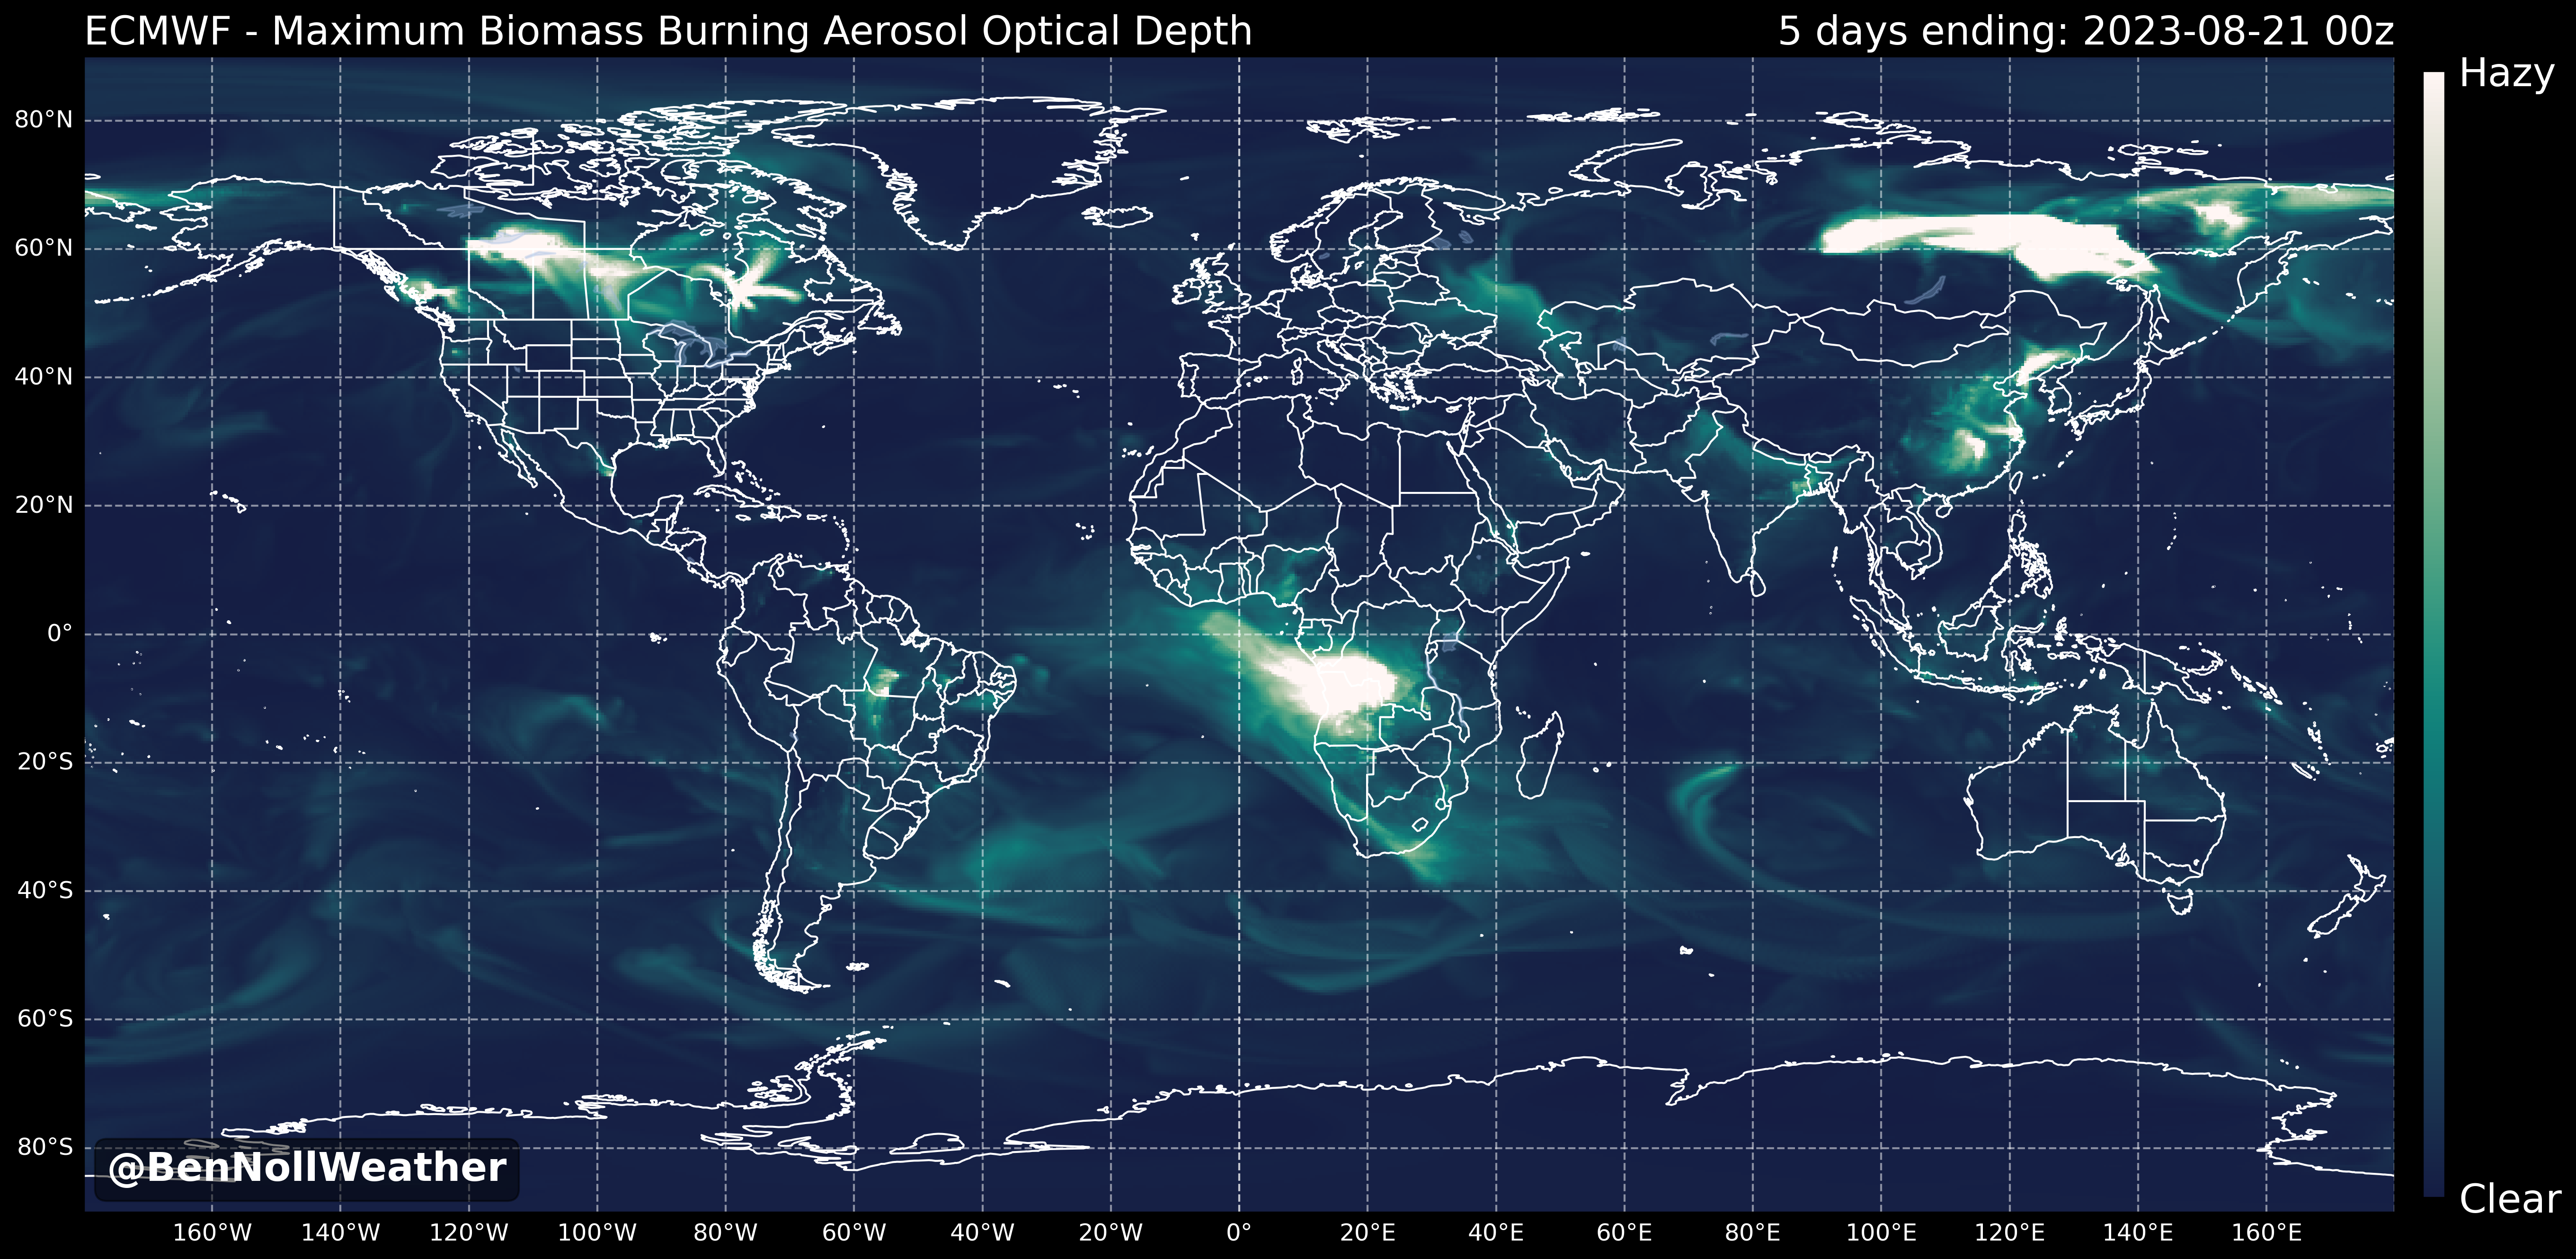 ECMWF - Maximum Biomass Burning Aerosol Optical Depth
5 days ending: 2023-08-21 00z
Hazy
80°N
60°N
40°N
20°N
0°
20°S
40°S
60°S
80°S
@BenNollWeather
Clear
160°W 140°W 120°W 100°W 80°W 60°W 40°W 20°W 0° 20°E 40°E 60°E 80°E 100°E 120°E 140°E 160°E